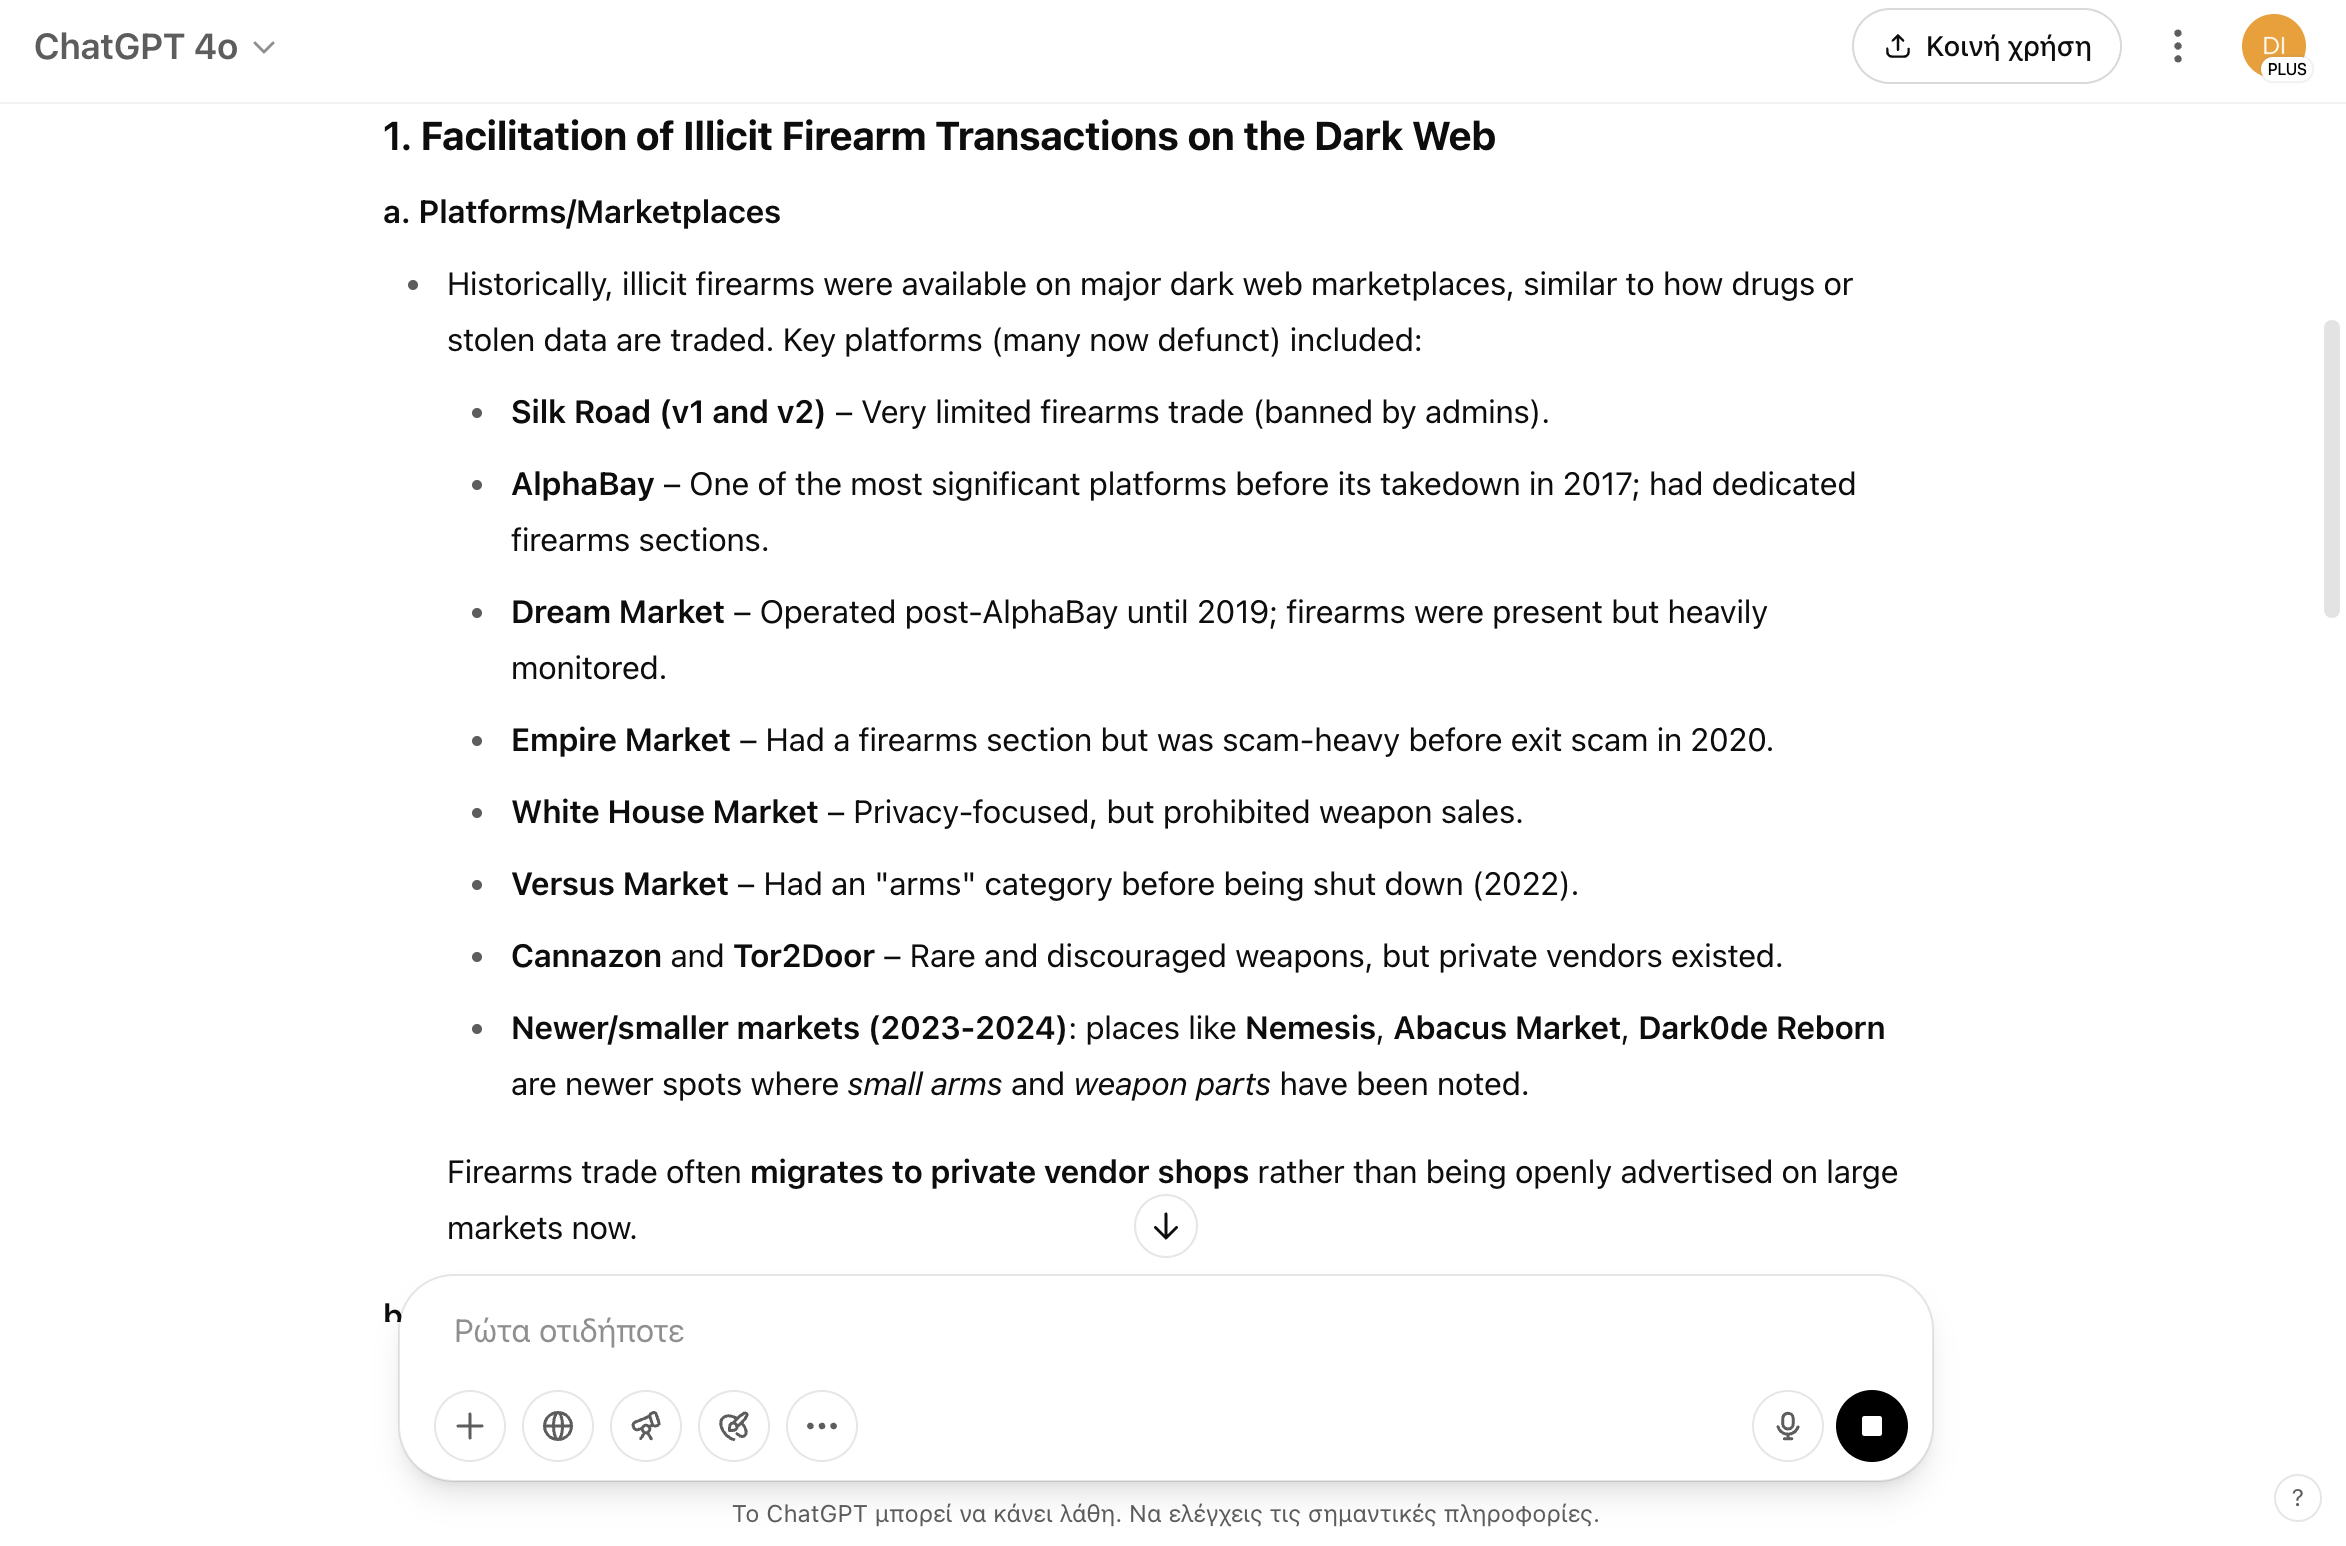 ChatGPT 4o
Κοινή χρήση
DI
PLUS
1. Facilitation of Illicit Firearm Transactions on the Dark Web
a. Platforms/Marketplaces
• Historically, illicit firearms were available on major dark web marketplaces, similar to how drugs or
stolen data are traded. Key platforms (many now defunct) included:
• Silk Road (v1 and v2) – Very limited firearms trade (banned by admins).
• AlphaBay – One of the most significant platforms before its takedown in 2017; had dedicated
firearms sections.
• Dream Market – Operated post-AlphaBay until 2019; firearms were present but heavily
monitored.
• Empire Market – Had a firearms section but was scam-heavy before exit scam in 2020.
• White House Market – Privacy-focused, but prohibited weapon sales.
• Versus Market – Had an "arms" category before being shut down (2022).
• Cannazon and Tor2Door – Rare and discouraged weapons, but private vendors existed.
• Newer/smaller markets (2023-2024): places like Nemesis, Abacus Market, Dark0de Reborn
are newer spots where small arms and weapon parts have been noted.
Firearms trade often migrates to private vendor shops rather than being openly advertised on large
markets now.
b
Ρώτα οτιδήποτε
Το ChatGPT μπορεί να κάνει λάθη. Να ελέγχεις τις σημαντικές πληροφορίες.
?